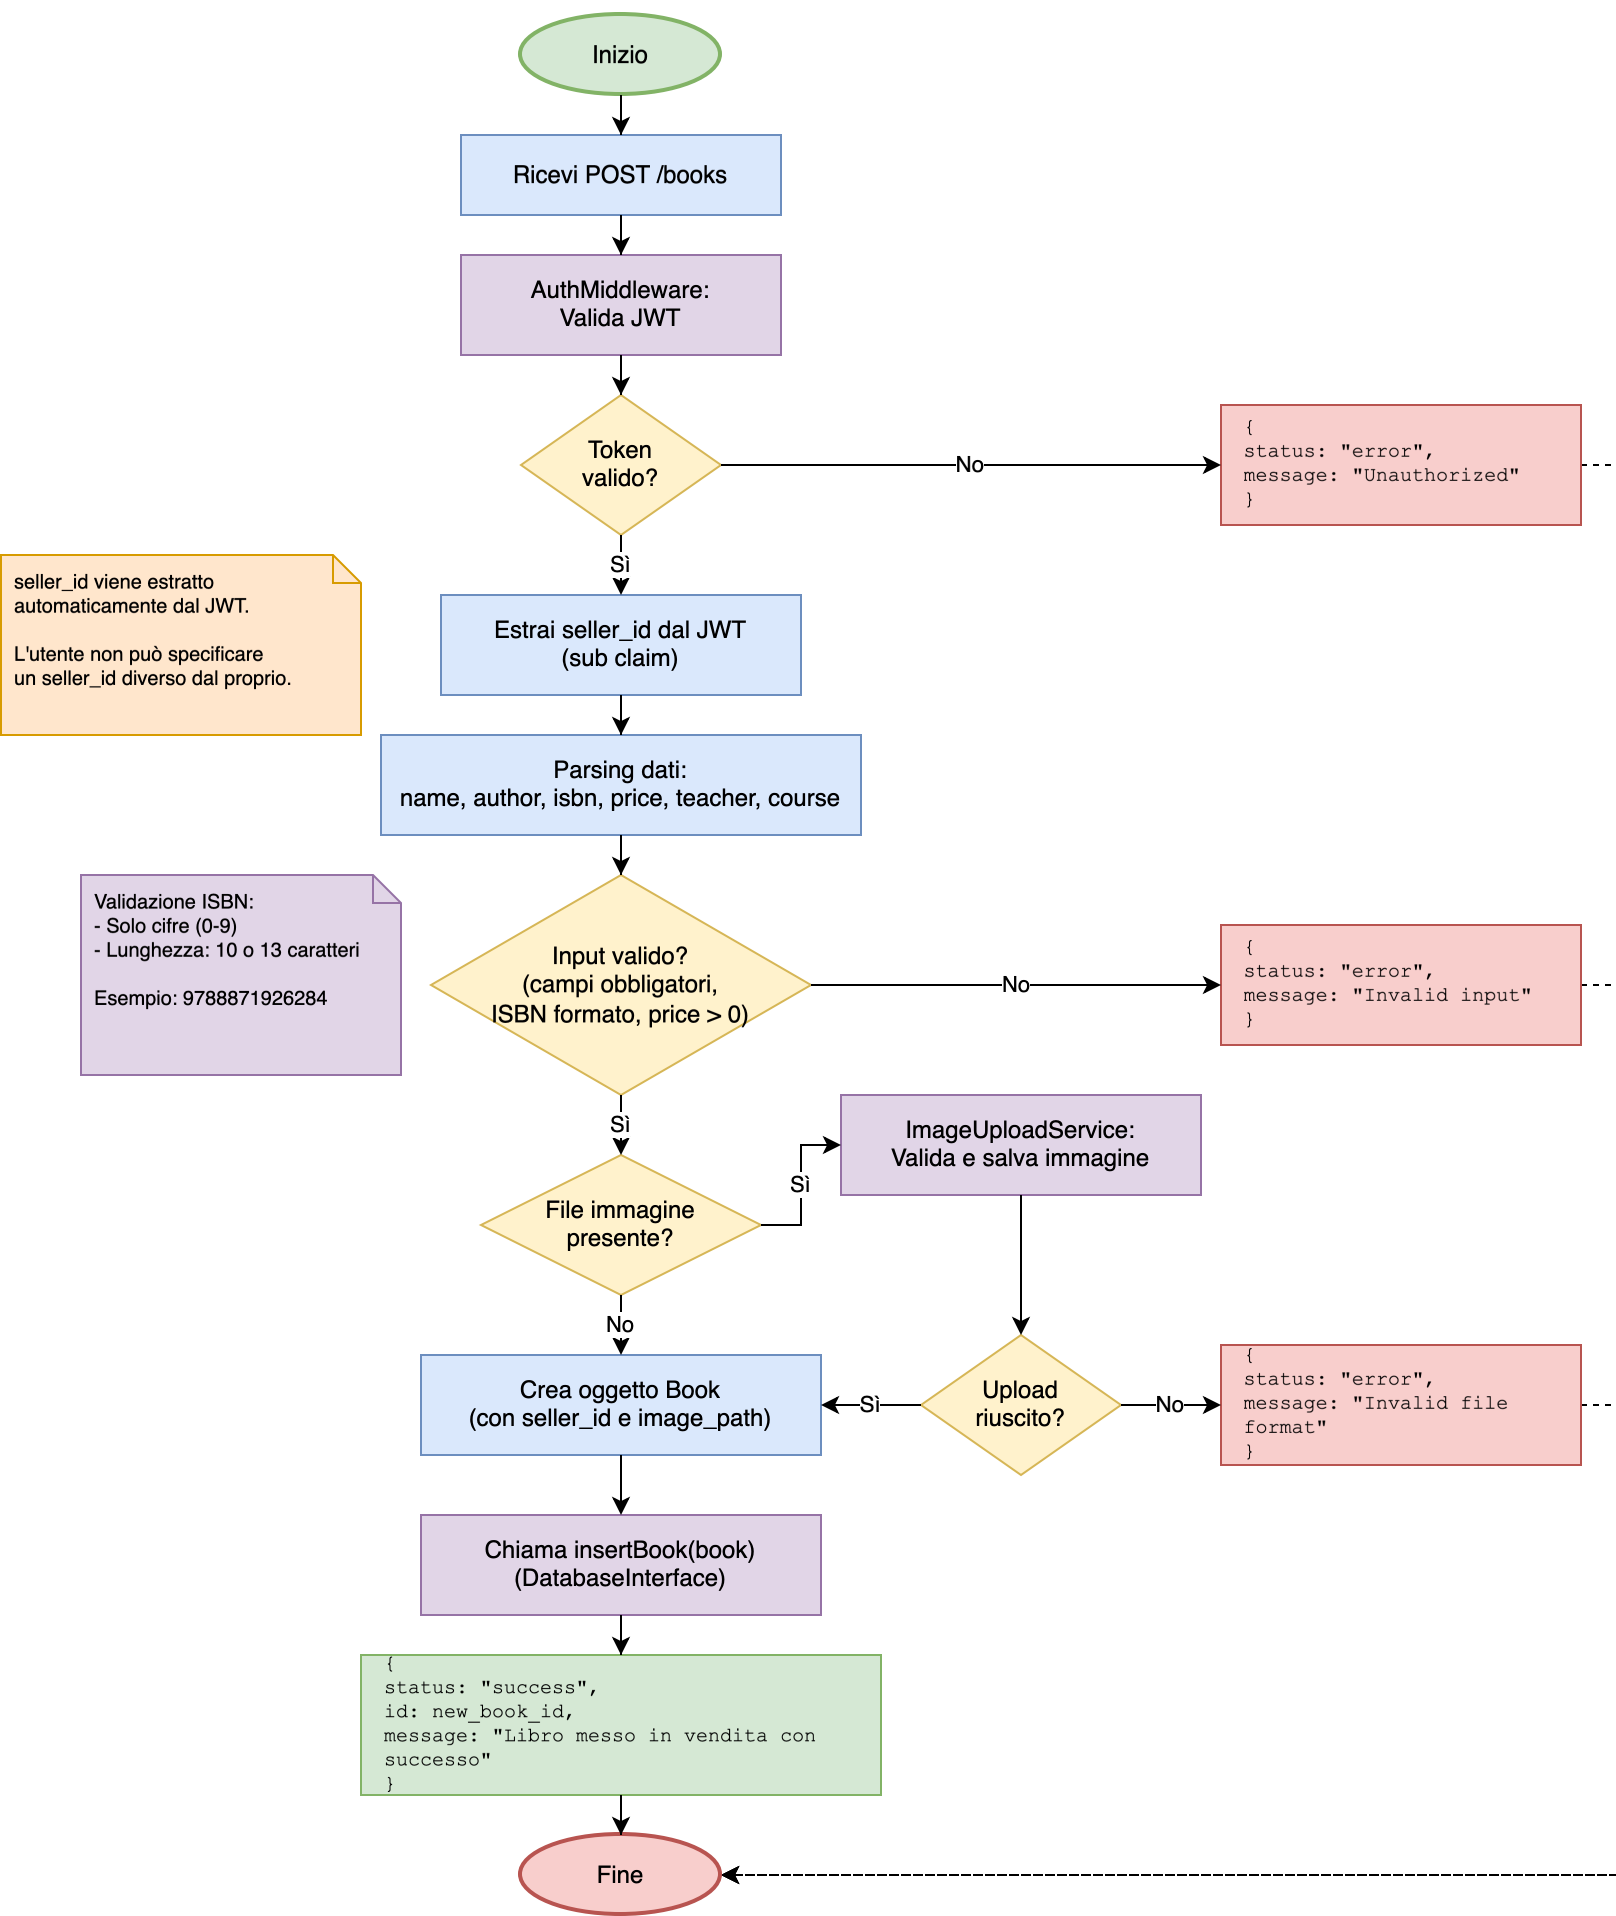 Inizio
Ricevi POST /books
AuthMiddleware:
Valida JWT
Token
valido?
No
{
status: "error",
message: "Unauthorized"
}
Sì
seller_id viene estratto
automaticamente dal JWT.
L'utente non può specificare
un seller_id diverso dal proprio.
Estrai seller_id dal JWT
(sub claim)
Parsing dati:
name, author, isbn, price, teacher, course
Validazione ISBN:
- Solo cifre (0-9)
- Lunghezza: 10 o 13 caratteri
Esempio: 9788871926284
Input valido?
(campi obbligatori,
ISBN formato, price > 0)
No
{
status: "error",
message: "Invalid input"
}
Sì
File immagine
presente?
Sì
ImageUploadService:
Valida e salva immagine
No
Crea oggetto Book
(con seller_id e image_path)
Sì
Upload
riuscito?
No
{
status: "error",
message: "Invalid file
format"
}
Chiama insertBook(book)
(DatabaseInterface)
{
status: "success",
id: new_book_id,
message: "Libro messo in vendita con
successo"
}
Fine